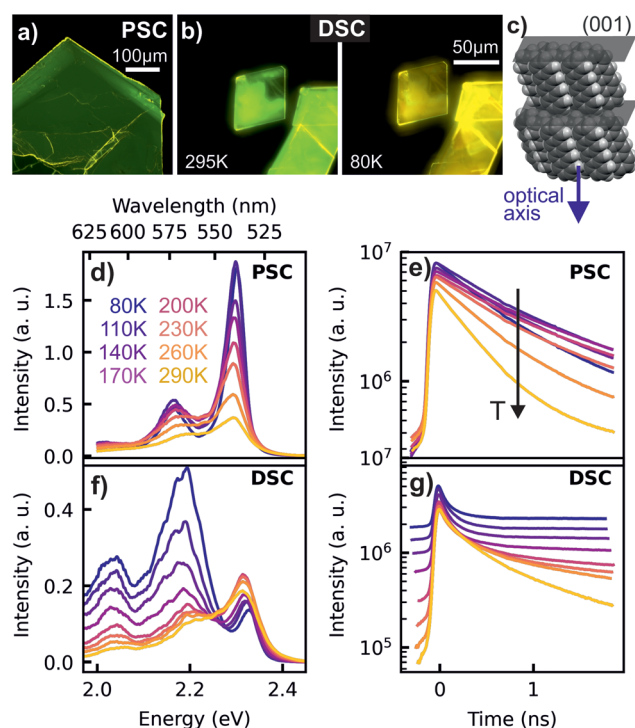 a) PSC
100µm
b) DSC
50µm
295K
80K
c) (001)
optical
axis
Wavelength (nm)
625 600 575 550 525
d) PSC
80K 200K
110K 230K
140K 260K
170K 290K
Intensity (a. u.)
1.5
1.0
0.5
0.0
e) PSC
Intensity (a. u.)
10⁷
10⁶
10⁷
T
f) DSC
Intensity (a. u.)
0.4
0.2
0.0
2.0 2.2 2.4
Energy (eV)
g) DSC
Intensity (a. u.)
10⁶
10⁵
0 1
Time (ns)